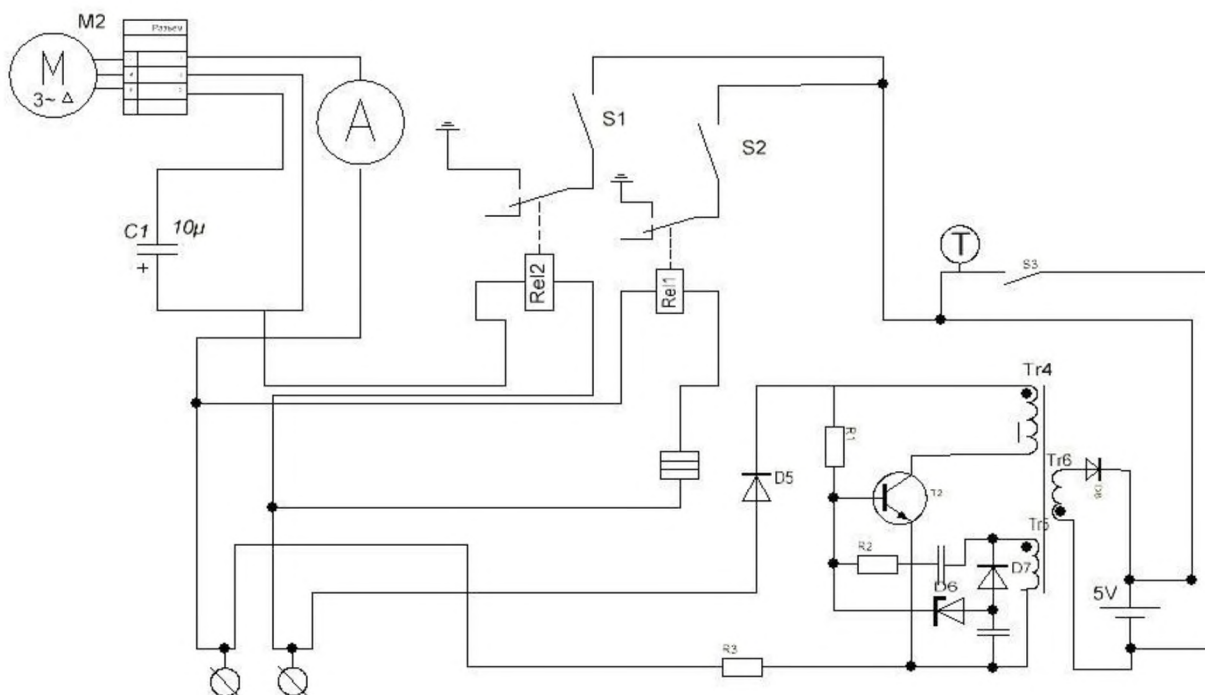 M2
Разъем
M
3~ Δ
A
S1
S2
C1
10µ
+
Rel2
Rel1
T
S3
Tr4
R1
Tr6
D5
T2
D8
Tr5
R2
D7
D6
5V
R3